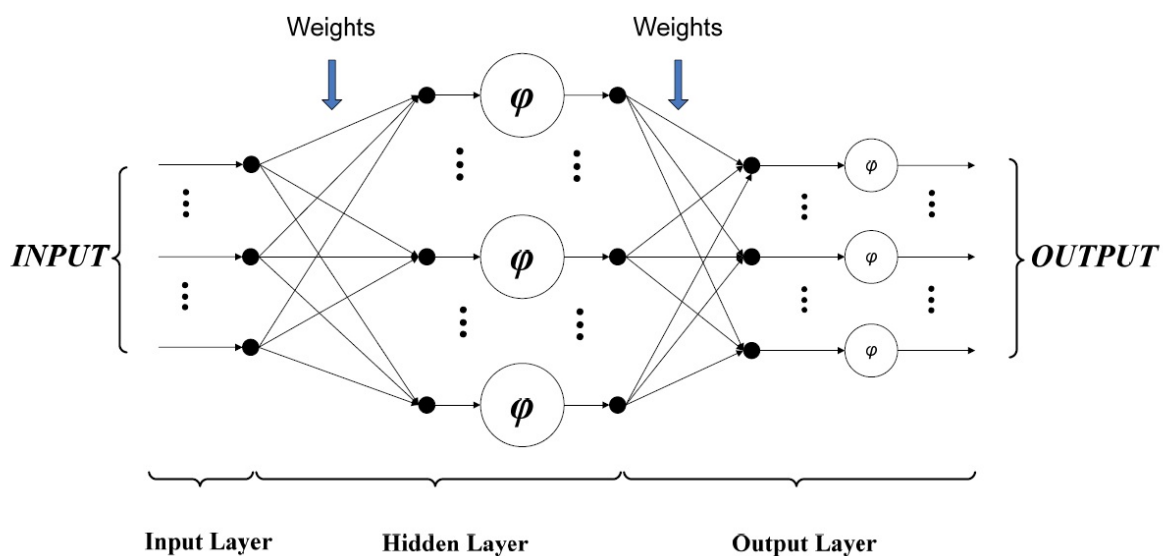 Weights
Weights
φ
φ
φ
φ
φ
φ
INPUT
OUTPUT
Input Layer
Hidden Layer
Output Layer